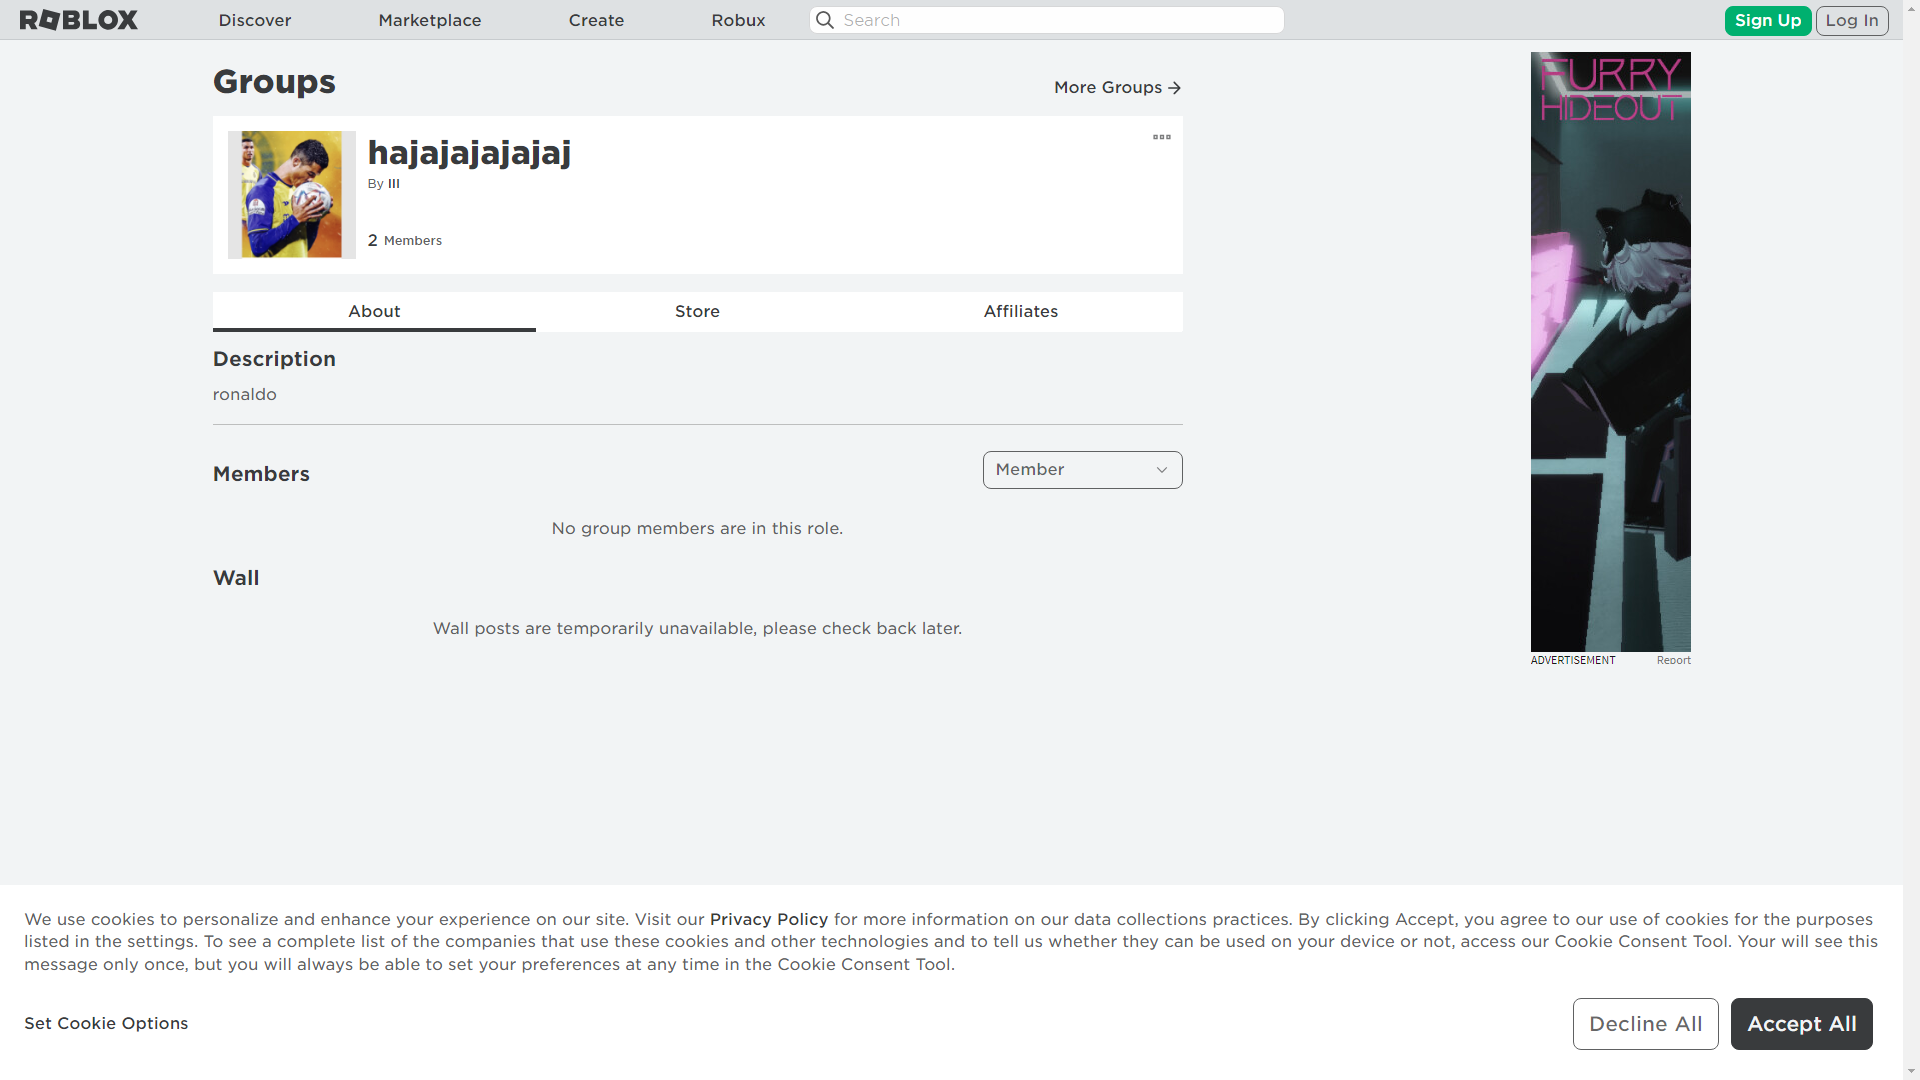 ROBLOX
Discover
Marketplace
Create
Robux
Search
Sign Up
Log In
Groups
More Groups
hajajajajajaj
By lll
2 Members
About
Store
Affiliates
Description
ronaldo
Members
Member
No group members are in this role.
Wall
Wall posts are temporarily unavailable, please check back later.
FURRY
HIDEOUT
ADVERTISEMENT
Report
We use cookies to personalize and enhance your experience on our site. Visit our Privacy Policy for more information on our data collections practices. By clicking Accept, you agree to our use of cookies for the purposes
listed in the settings. To see a complete list of the companies that use these cookies and other technologies and to tell us whether they can be used on your device or not, access our Cookie Consent Tool. Your will see this
message only once, but you will always be able to set your preferences at any time in the Cookie Consent Tool.
Set Cookie Options
Decline All
Accept All